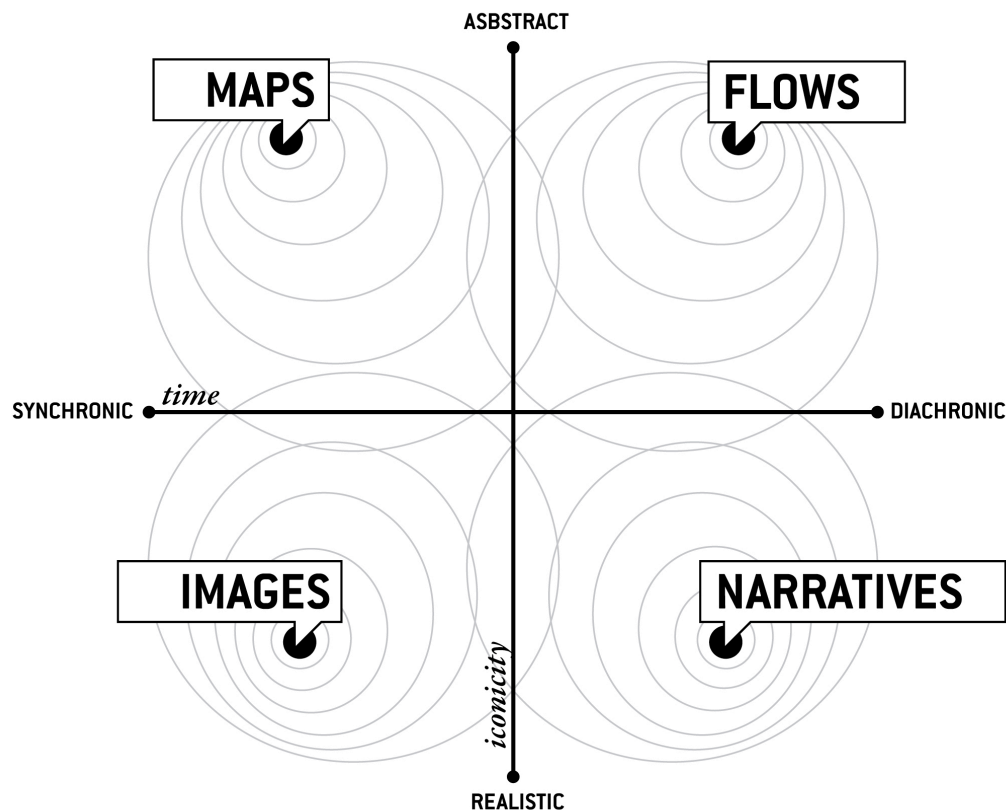 ASBSTRACT
MAPS
FLOWS
time
SYNCHRONIC
DIACHRONIC
IMAGES
NARRATIVES
iconicity
REALISTIC